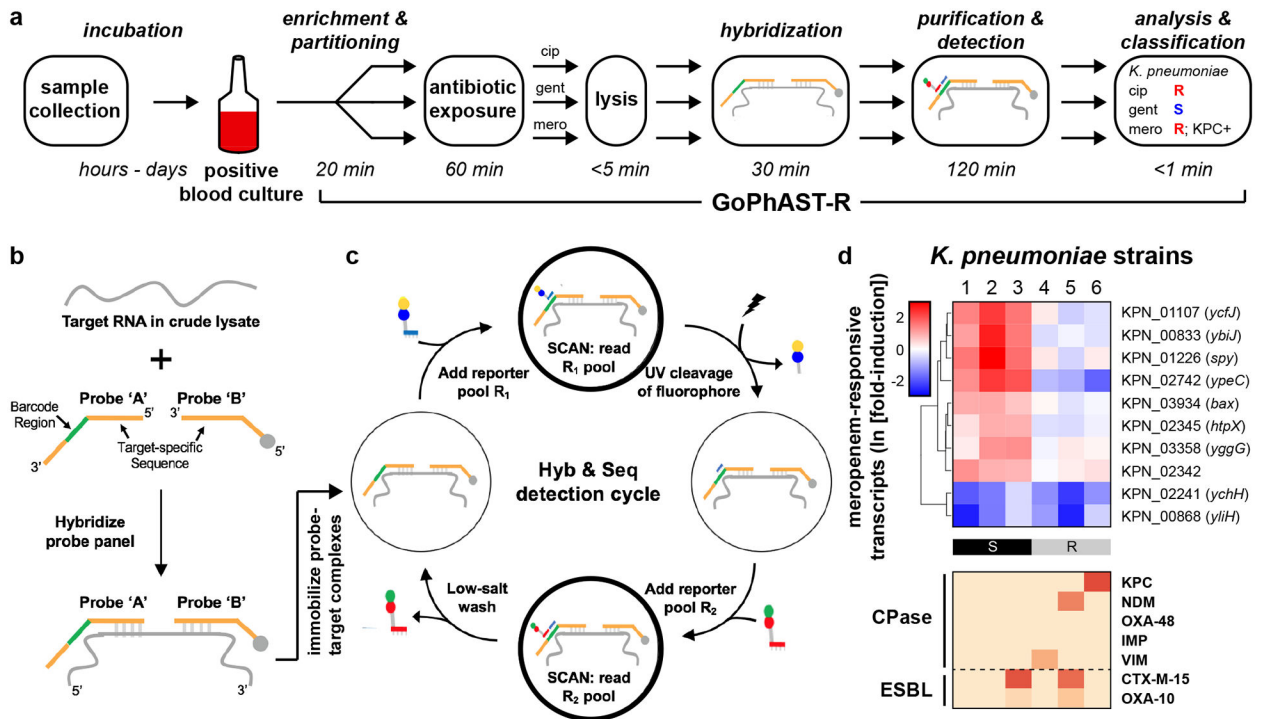 a
incubation
enrichment &
partitioning
hybridization
purification &
detection
analysis &
classification
sample
collection
antibiotic
exposure
cip
gent
mero
lysis
K. pneumoniae
cip R
gent S
mero R; KPC+
hours - days
positive
blood culture
20 min
60 min
<5 min
30 min
120 min
<1 min
GoPhAST-R
b
Target RNA in crude lysate
+
Probe 'A'
5'
3'
Probe 'B'
Barcode
Region
Target-specific
Sequence
3'
5'
Hybridize
probe panel
Probe 'A'
Probe 'B'
5'
3'
immobilize probe-
target complexes
c
SCAN: read
R1 pool
Add reporter
pool R1
UV cleavage
of fluorophore
Hyb & Seq
detection cycle
Low-salt
wash
Add reporter
pool R2
SCAN: read
R2 pool
d
K. pneumoniae strains
1 2 3 4 5 6
meropenem-responsive
transcripts (ln [fold-induction])
2
0
-2
KPN_01107 (ycfJ)
KPN_00833 (ybiJ)
KPN_01226 (spy)
KPN_02742 (ypeC)
KPN_03934 (bax)
KPN_02345 (htpX)
KPN_03358 (yggG)
KPN_02342
KPN_02241 (ychH)
KPN_00868 (yliH)
S R
CPase
KPC
NDM
OXA-48
IMP
VIM
ESBL
CTX-M-15
OXA-10